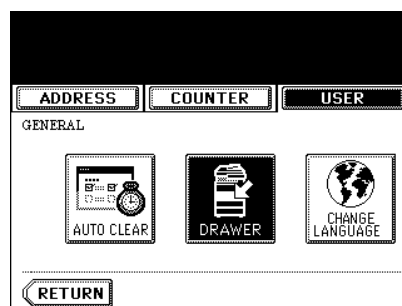 ADDRESS COUNTER USER
GENERAL
AUTO CLEAR DRAWER CHANGE
LANGUAGE
RETURN